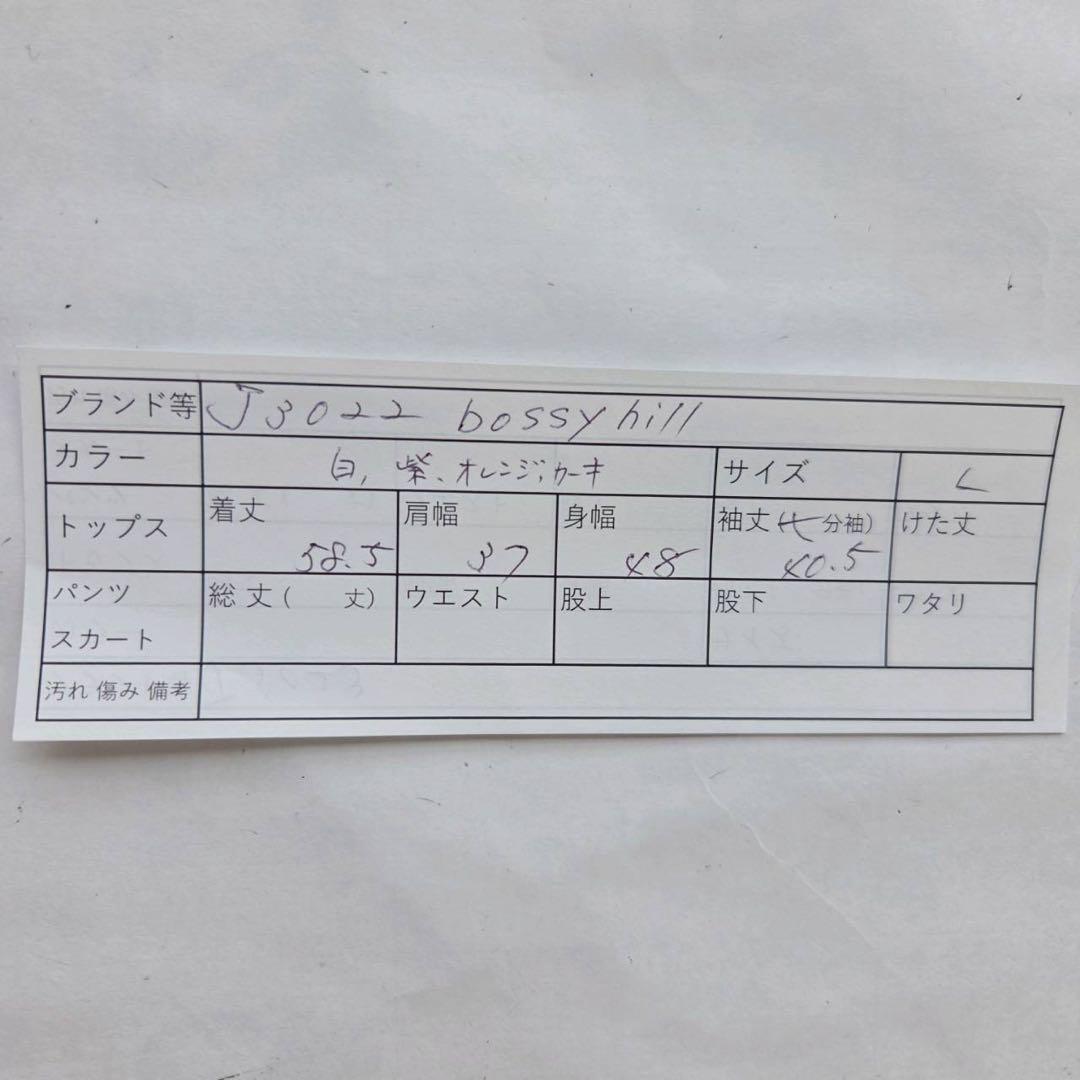 ブランド等 J3022 bossy hill
カラー 白、紫、オレンジ、カーキ サイズ L
トップス 着丈 58.5 肩幅 37 身幅 48 袖丈(七分袖) 40.5 けた丈
パンツ 総丈(　丈) ウエスト 股上 股下 ワタリ
スカート
汚れ 傷み 備考